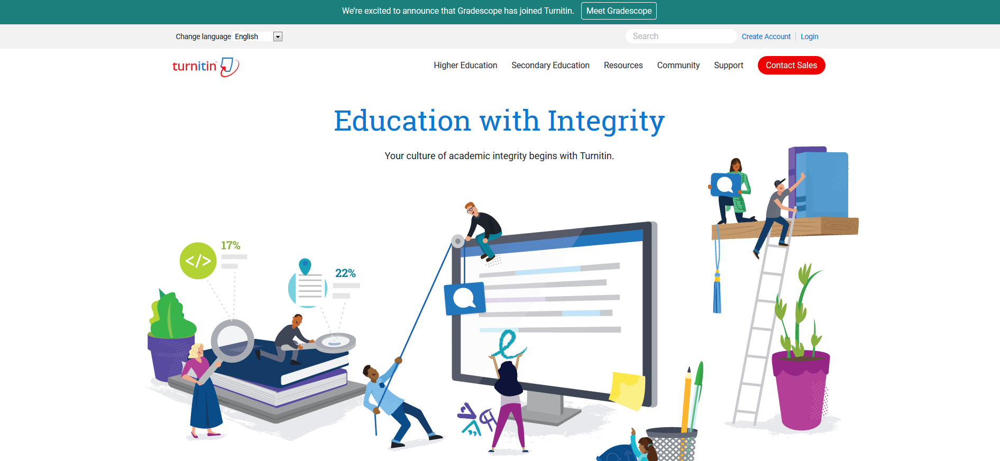 We're excited to announce that Gradescope has joined Turnitin. Meet Gradescope
Change language English
Search Create Account Login
turnitin
Higher Education Secondary Education Resources Community Support Contact Sales
Education with Integrity
Your culture of academic integrity begins with Turnitin.
17%
</>
22%
e